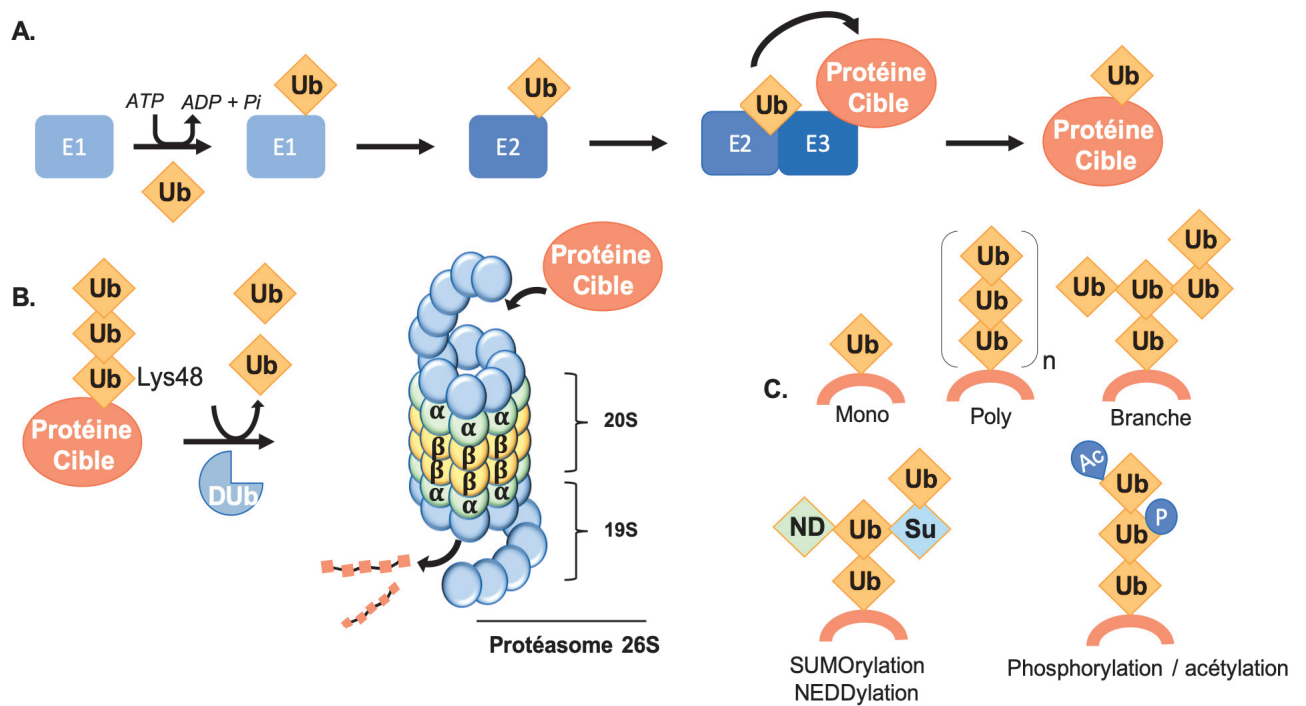 A.
Ub
Ub
Protéine
Cible
Ub
ATP
ADP + Pi
Ub
E1
E1
E2
E2
E3
Protéine
Cible
Ub
B.
Ub
Ub
Ub
Lys48
Protéine
Cible
Ub
Ub
DUb
Protéine
Cible
α
α
α
β
β
β
β
β
β
α
α
α
20S
19S
Protéasome 26S
C.
Ub
Mono
Ub
Ub
Ub
n
Poly
Ub
Ub
Ub
Ub
Ub
Branche
Ub
ND
Ub
Su
Ub
SUMOrylation
NEDDylation
Ac
Ub
P
Ub
Ub
Phosphorylation / acétylation